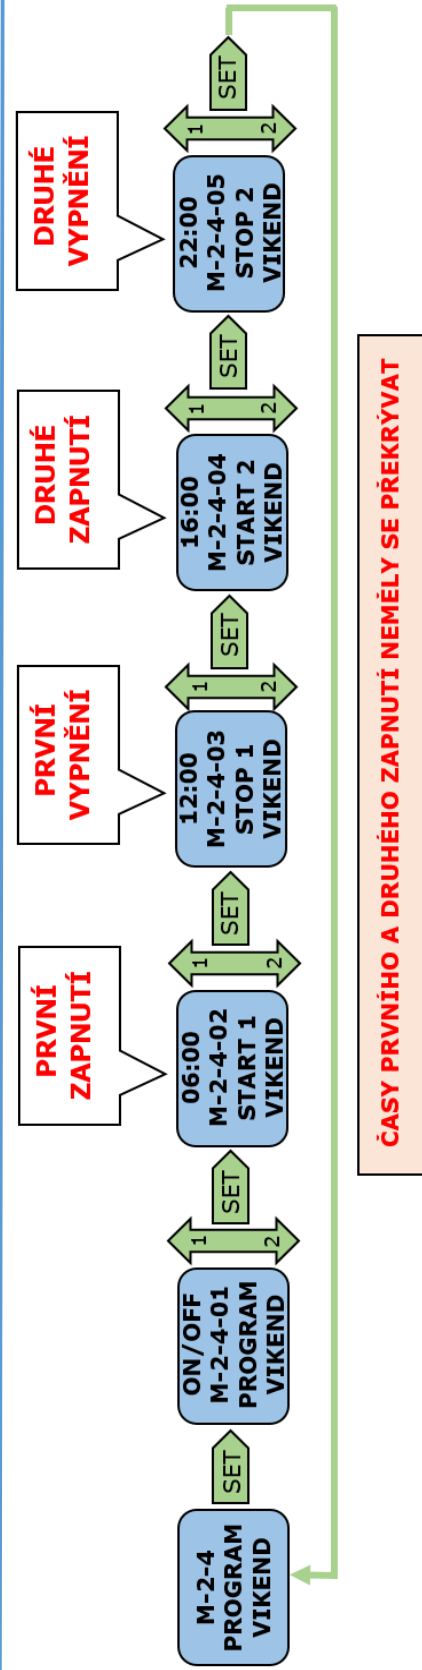 M-2-4
PROGRAM
VIKEND
SET
ON/OFF
M-2-4-01
PROGRAM
VIKEND
1
2
SET
PRVNÍ
ZAPNUTÍ
06:00
M-2-4-02
START 1
VIKEND
1
2
SET
PRVNÍ
VYPNĚNÍ
12:00
M-2-4-03
STOP 1
VIKEND
1
2
SET
DRUHÉ
ZAPNUTÍ
16:00
M-2-4-04
START 2
VIKEND
1
2
SET
DRUHÉ
VYPNĚNÍ
22:00
M-2-4-05
STOP 2
VIKEND
1
2
SET
ČASY PRVNÍHO A DRUHÉHO ZAPNUTÍ NEMĚLY SE PŘEKRÝVAT